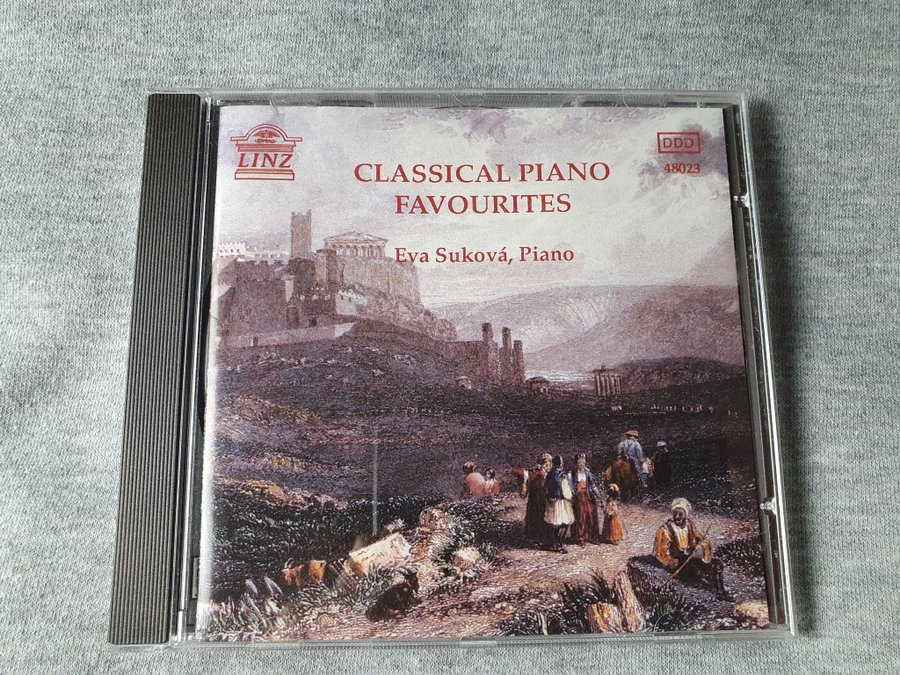 LINZ
CLASSICAL PIANO
FAVOURITES
Eva Suková, Piano
DDD
48023